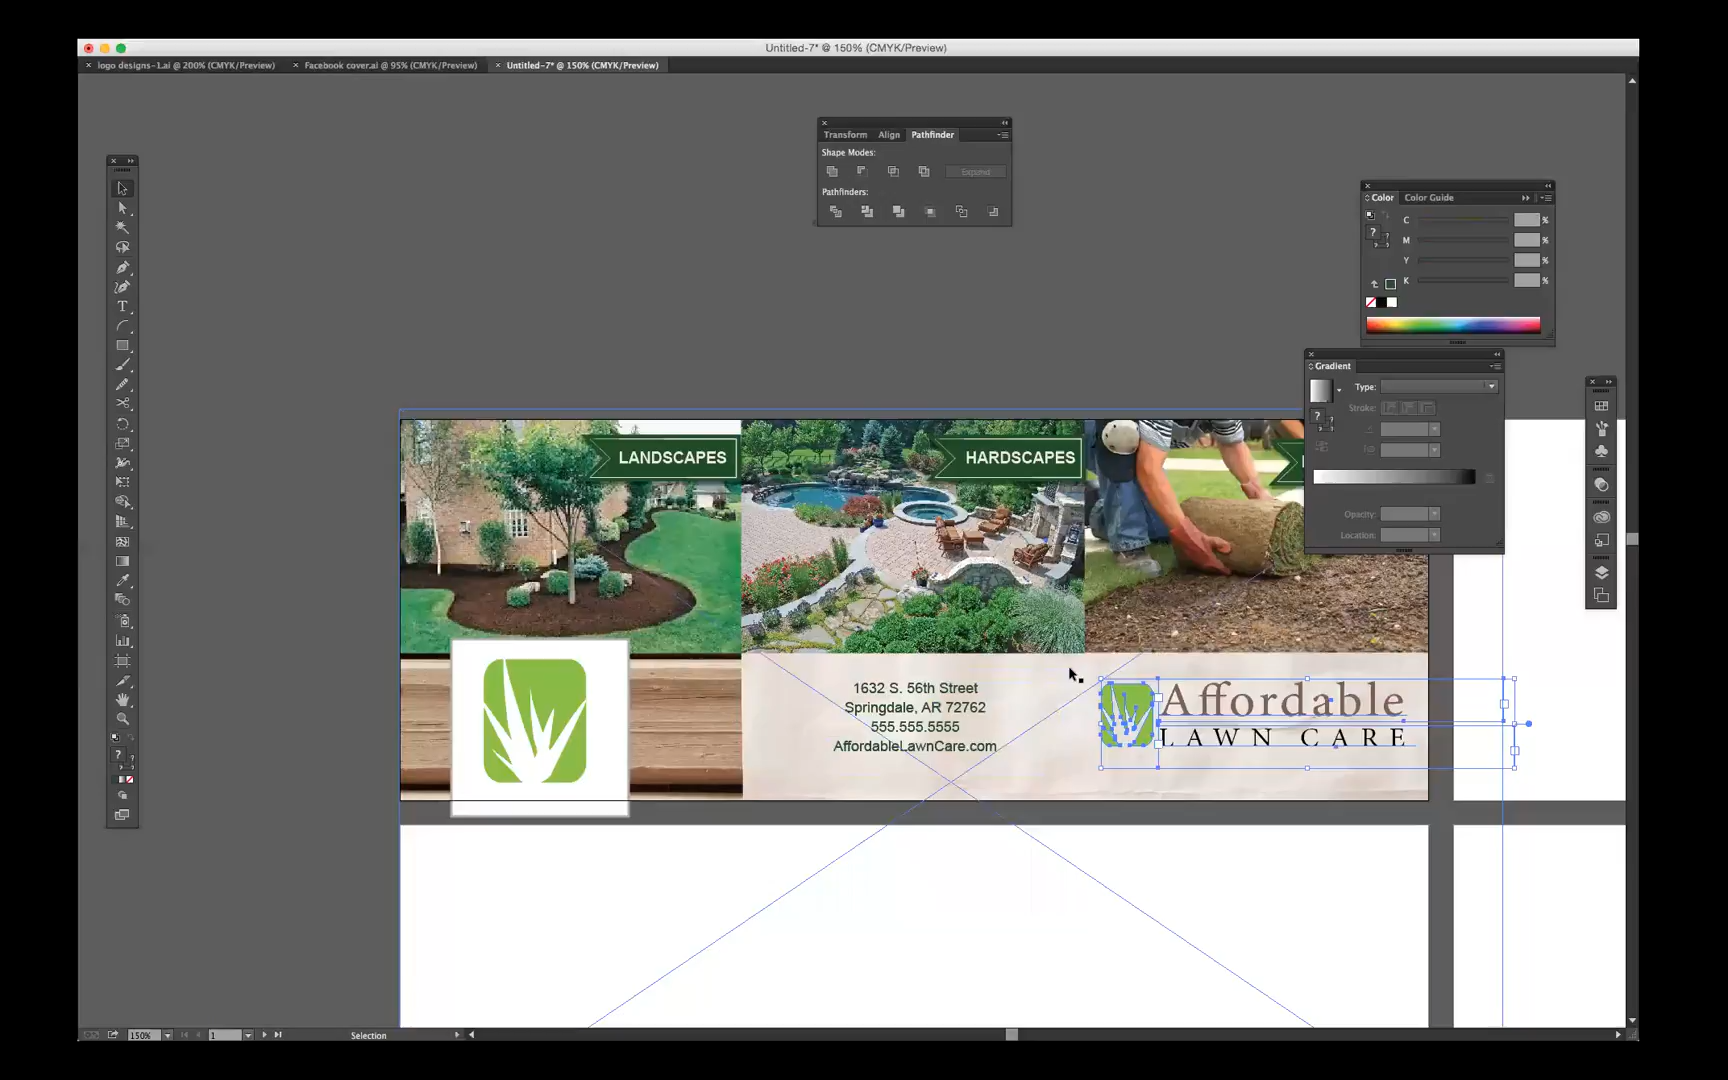 Untitled-7* @ 150% (CMYK/Preview)
logo designs-1.ai @ 200% (CMYK/Preview)
Facebook cover.ai @ 95% (CMYK/Preview)
Untitled-7* @ 150% (CMYK/Preview)
Transform Align Pathfinder
Shape Modes:
Expand
Pathfinders:
Color Color Guide
C %
M %
Y %
K %
Gradient
Type:
Stroke:
Opacity:
Location:
LANDSCAPES
HARDSCAPES
1632 S. 56th Street
Springdale, AR 72762
555.555.5555
AffordableLawnCare.com
Affordable
LAWN CARE
150%
1
Selection